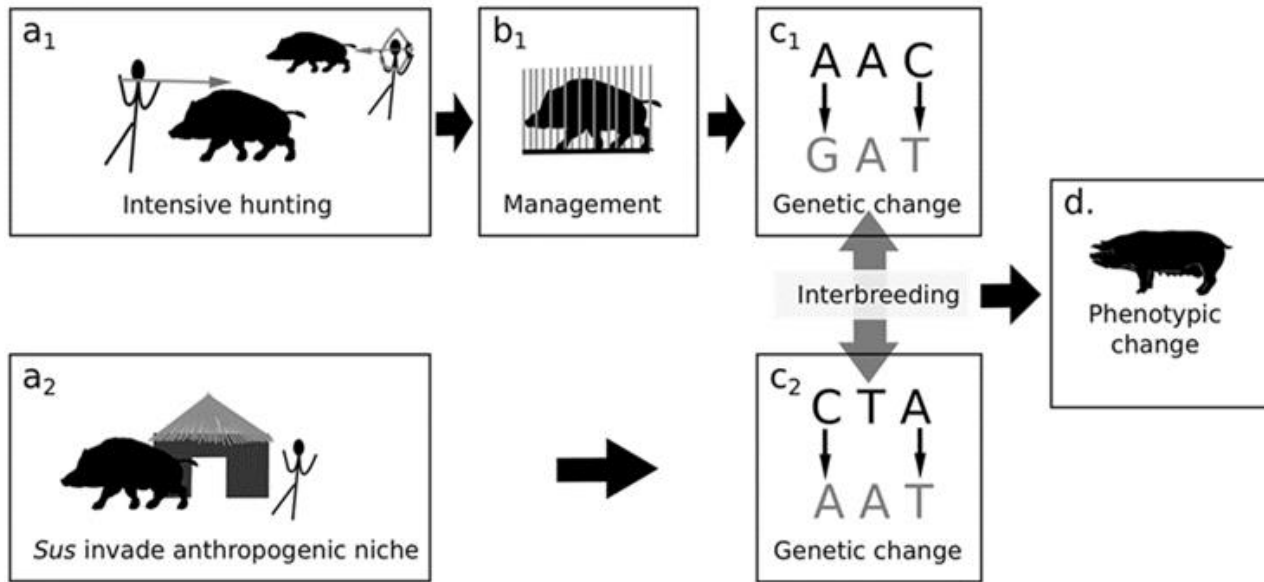 a1
Intensive hunting
b1
Management
c1
A A C
G A T
Genetic change
Interbreeding
d.
Phenotypic
change
a2
Sus invade anthropogenic niche
c2
C T A
A A T
Genetic change